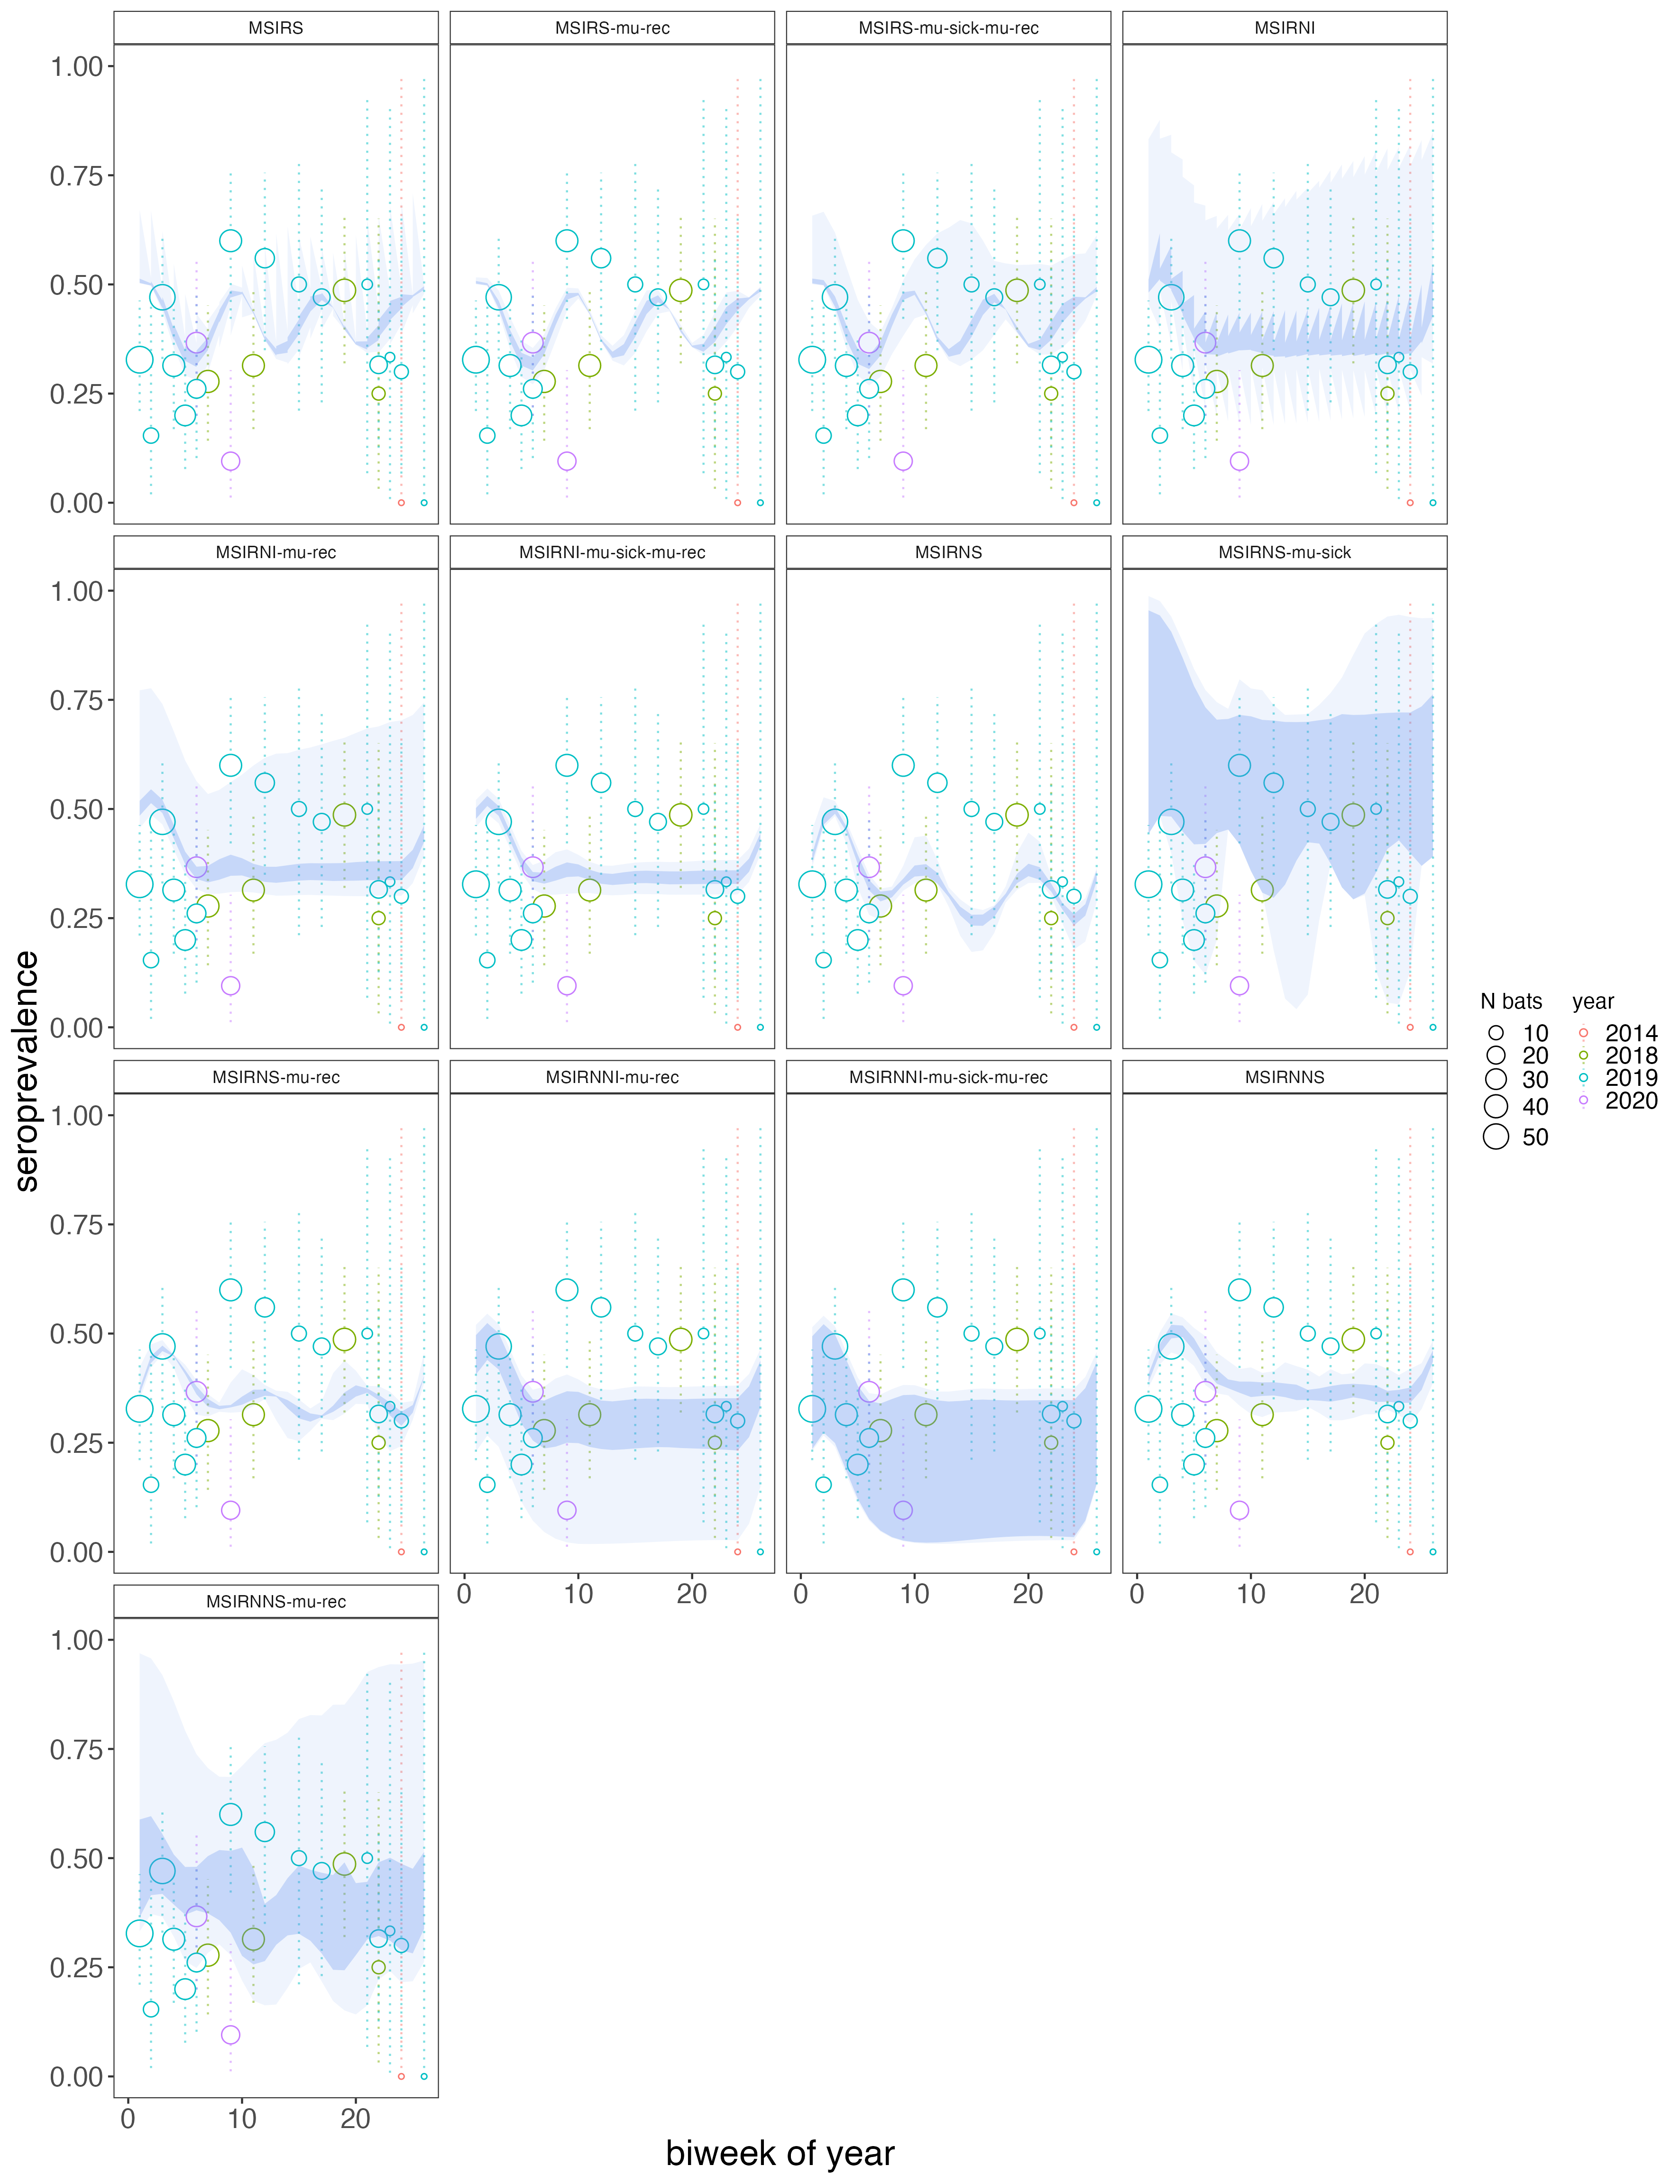 MSIRS
MSIRS-mu-rec
MSIRS-mu-sick-mu-rec
MSIRNI
1.00
0.75
0.50
0.25
0.00
MSIRNI-mu-rec
MSIRNI-mu-sick-mu-rec
MSIRNS
MSIRNS-mu-sick
1.00
0.75
0.50
0.25
0.00
MSIRNS-mu-rec
MSIRNNI-mu-rec
MSIRNNI-mu-sick-mu-rec
MSIRNNS
1.00
0.75
0.50
0.25
0.00
0 10 20
0 10 20
0 10 20
MSIRNNS-mu-rec
1.00
0.75
0.50
0.25
0.00
0 10 20
biweek of year
seroprevalence
N bats
10
20
30
40
50
year
2014
2018
2019
2020